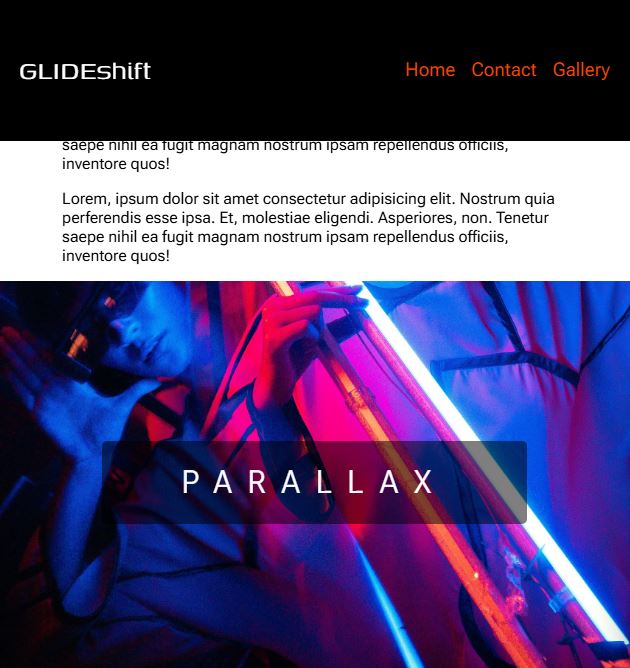 GLIDEshift
Home Contact Gallery
saepe nihil ea fugit magnam nostrum ipsam repellendus officiis,
inventore quos!
Lorem, ipsum dolor sit amet consectetur adipisicing elit. Nostrum quia
perferendis esse ipsa. Et, molestiae eligendi. Asperiores, non. Tenetur
saepe nihil ea fugit magnam nostrum ipsam repellendus officiis,
inventore quos!
PARALLAX